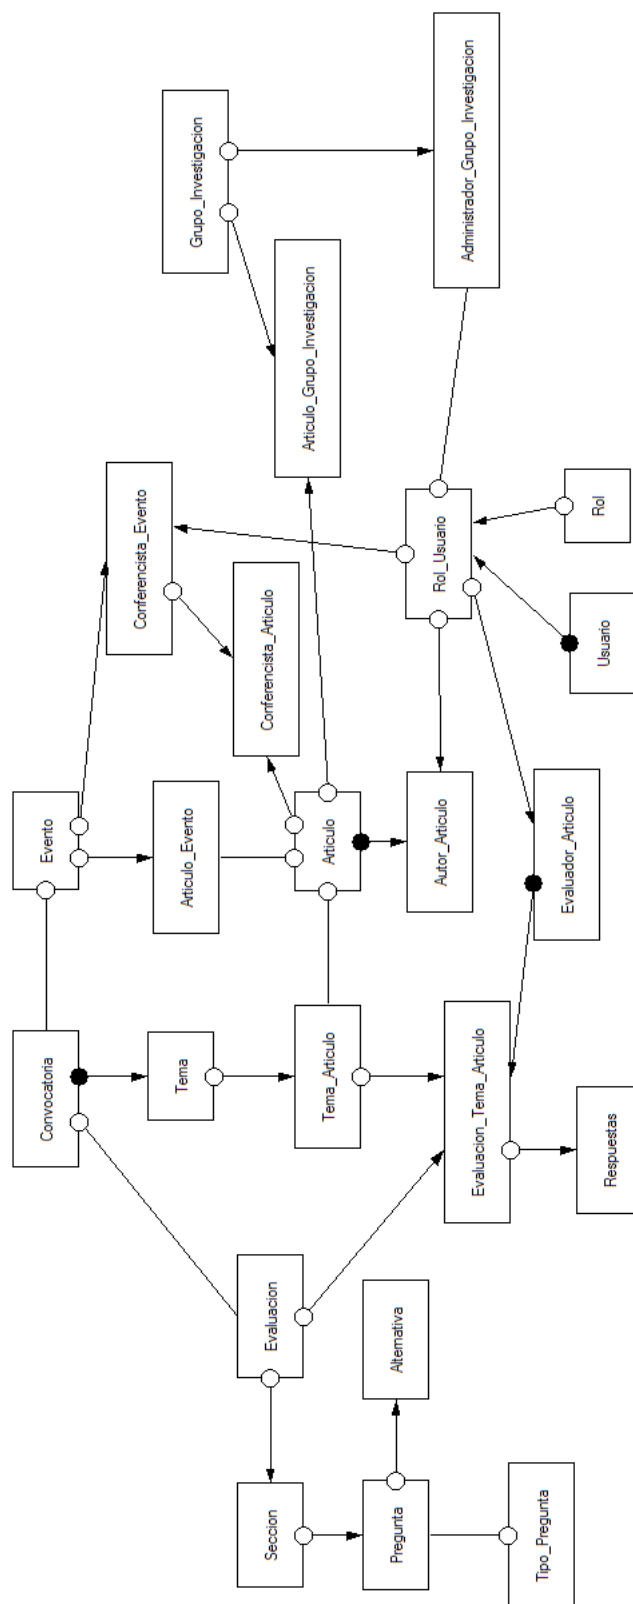 Grupo_Investigacion
Administrador_Grupo_Investigacion
Articulo_Grupo_Investigacion
Conferencista_Evento
Rol_Usuario
Rol
Conferencista_Articulo
Usuario
Evento
Articulo_Evento
Articulo
Autor_Articulo
Evaluador_Articulo
Convocatoria
Tema
Tema_Articulo
Evaluacion_Tema_Articulo
Respuestas
Evaluacion
Alternativa
Seccion
Pregunta
Tipo_Pregunta